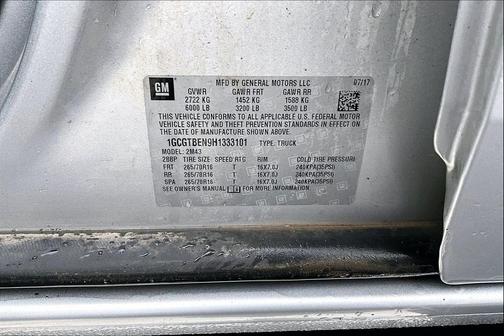 GM
MFD BY GENERAL MOTORS LLC
07/17
GVWR GAWR FRT GAWR RR
2722 KG 1452 KG 1588 KG
6000 LB 3200 LB 3500 LB
THIS VEHICLE CONFORMS TO ALL APPLICABLE U.S.
FEDERAL MOTOR VEHICLE SAFETY, BUMPER, AND
THEFT PREVENTION STANDARDS IN EFFECT ON
THE DATE OF MANUFACTURE SHOWN ABOVE.
1GCGTBEN9H1333101 TYPE: TRUCK
MODEL: 2M43
TIRE SIZE SPEED RTG RIM COLD TIRE PRESSURE
FRT 265/70R16 T 16X7.0J 240KPA(35PSI)
RR 265/70R16 T 16X7.0J 240KPA(35PSI)
SPA 265/70R16 T 16X7.0J 240KPA(35PSI)
SEE OWNER'S MANUAL FOR MORE INFORMATION